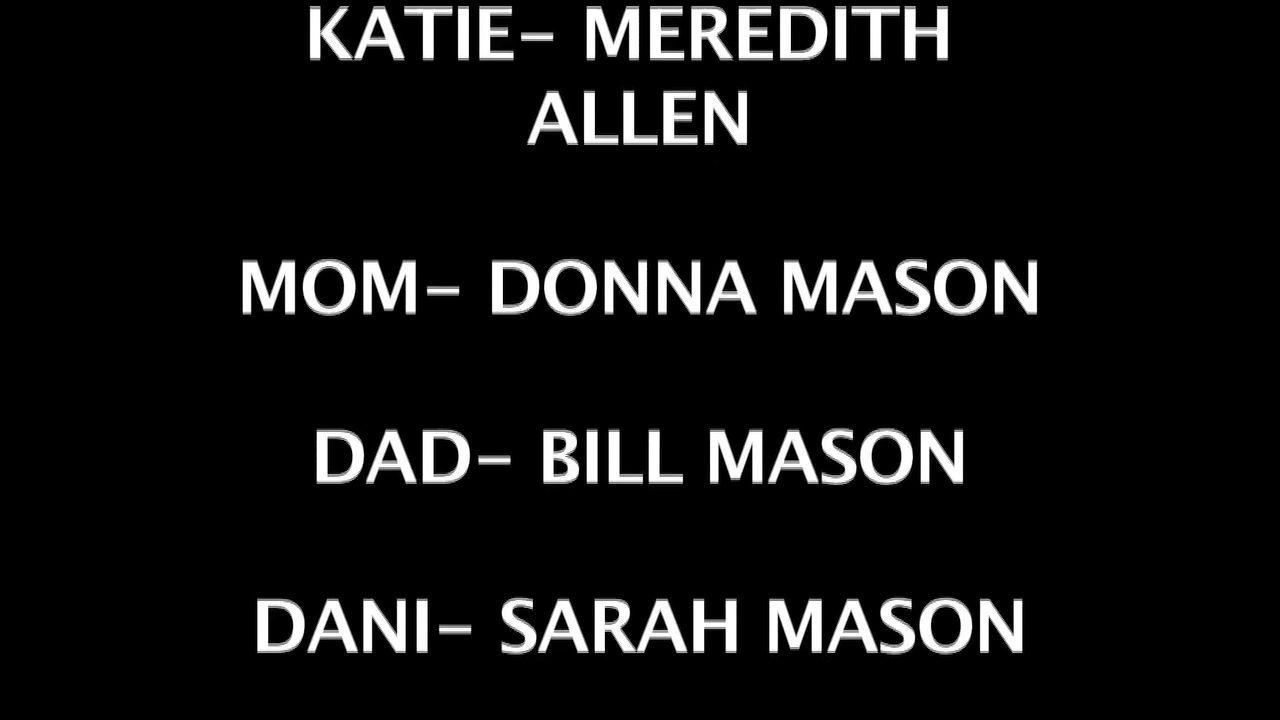 KATIE- MEREDITH
ALLEN
MOM- DONNA MASON
DAD- BILL MASON
DANI- SARAH MASON